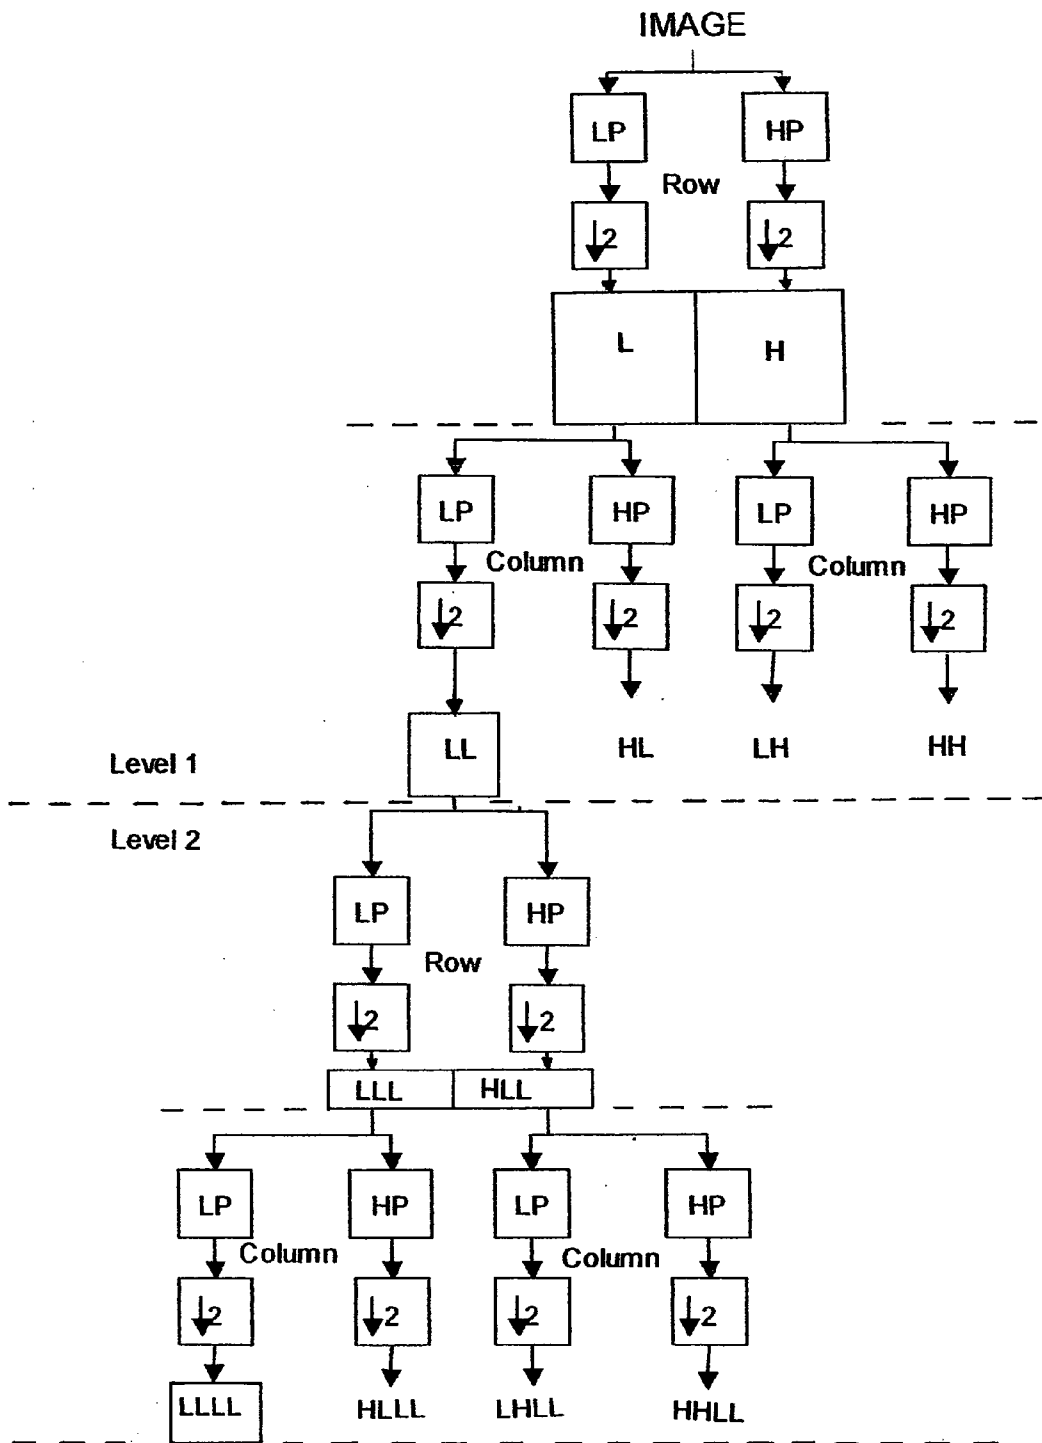 IMAGE
LP HP
Row
2 2
L H
LP HP LP HP
Column Column
2 2 2 2
LL HL LH HH
Level 1
Level 2
LP HP
Row
2 2
LLL HLL
LP HP LP HP
Column Column
2 2 2 2
LLLL HLLL LHLL HHLL